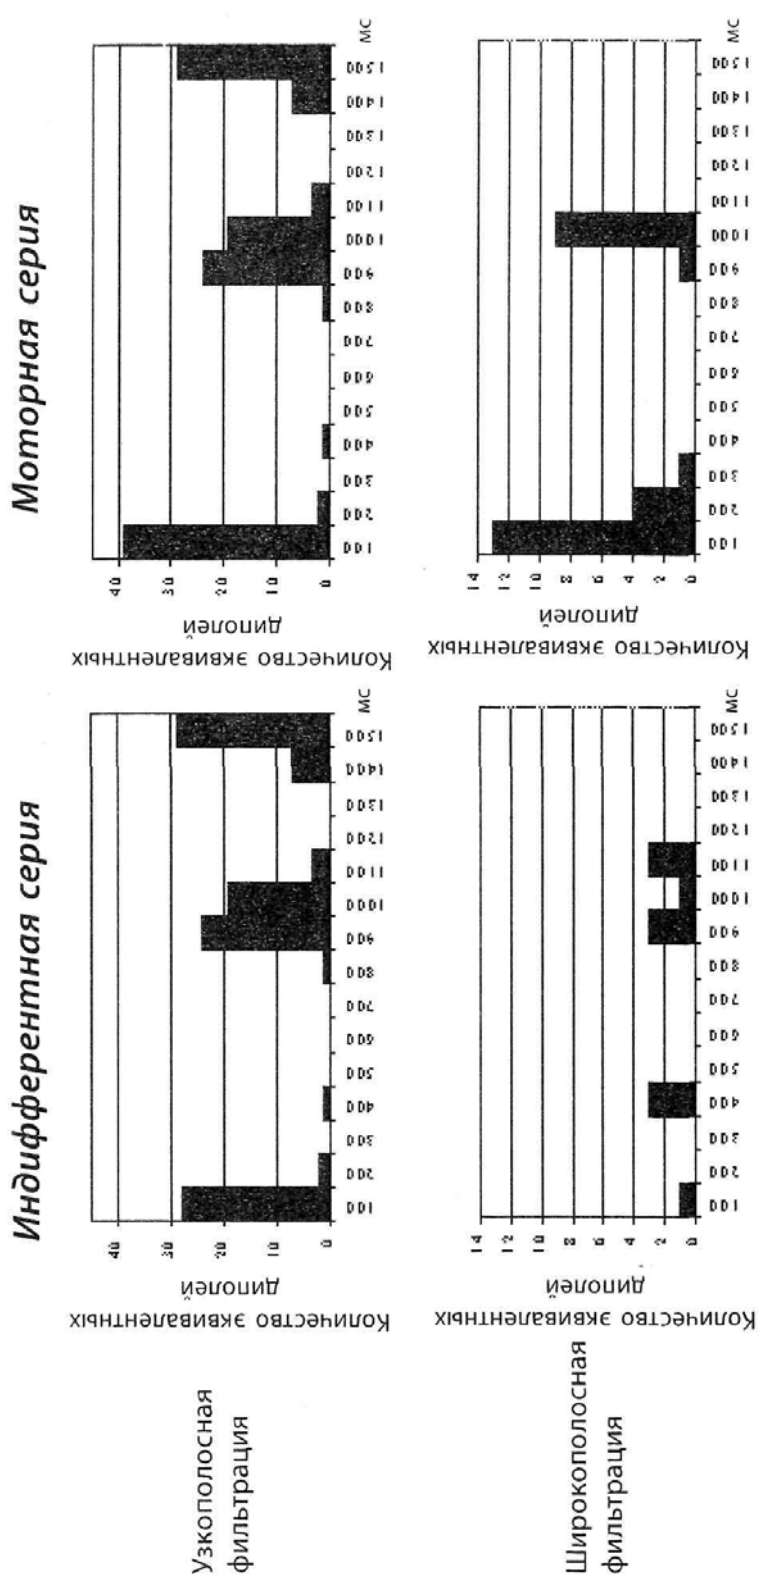 Индифферентная серия
Моторная серия
Узкополосная
фильтрация
Количество эквивалентных
диполей
40
30
20
10
0
100 200 300 400 500 600 700 800 900 1000 1100 1200 1300 1400 1500
мс
Количество эквивалентных
диполей
40
30
20
10
0
100 200 300 400 500 600 700 800 900 1000 1100 1200 1300 1400 1500
мс
Широкополосная
фильтрация
Количество эквивалентных
диполей
14
12
10
8
6
4
2
0
100 200 300 400 500 600 700 800 900 1000 1100 1200 1300 1400 1500
мс
Количество эквивалентных
диполей
14
12
10
8
6
4
2
0
100 200 300 400 500 600 700 800 900 1000 1100 1200 1300 1400 1500
мс